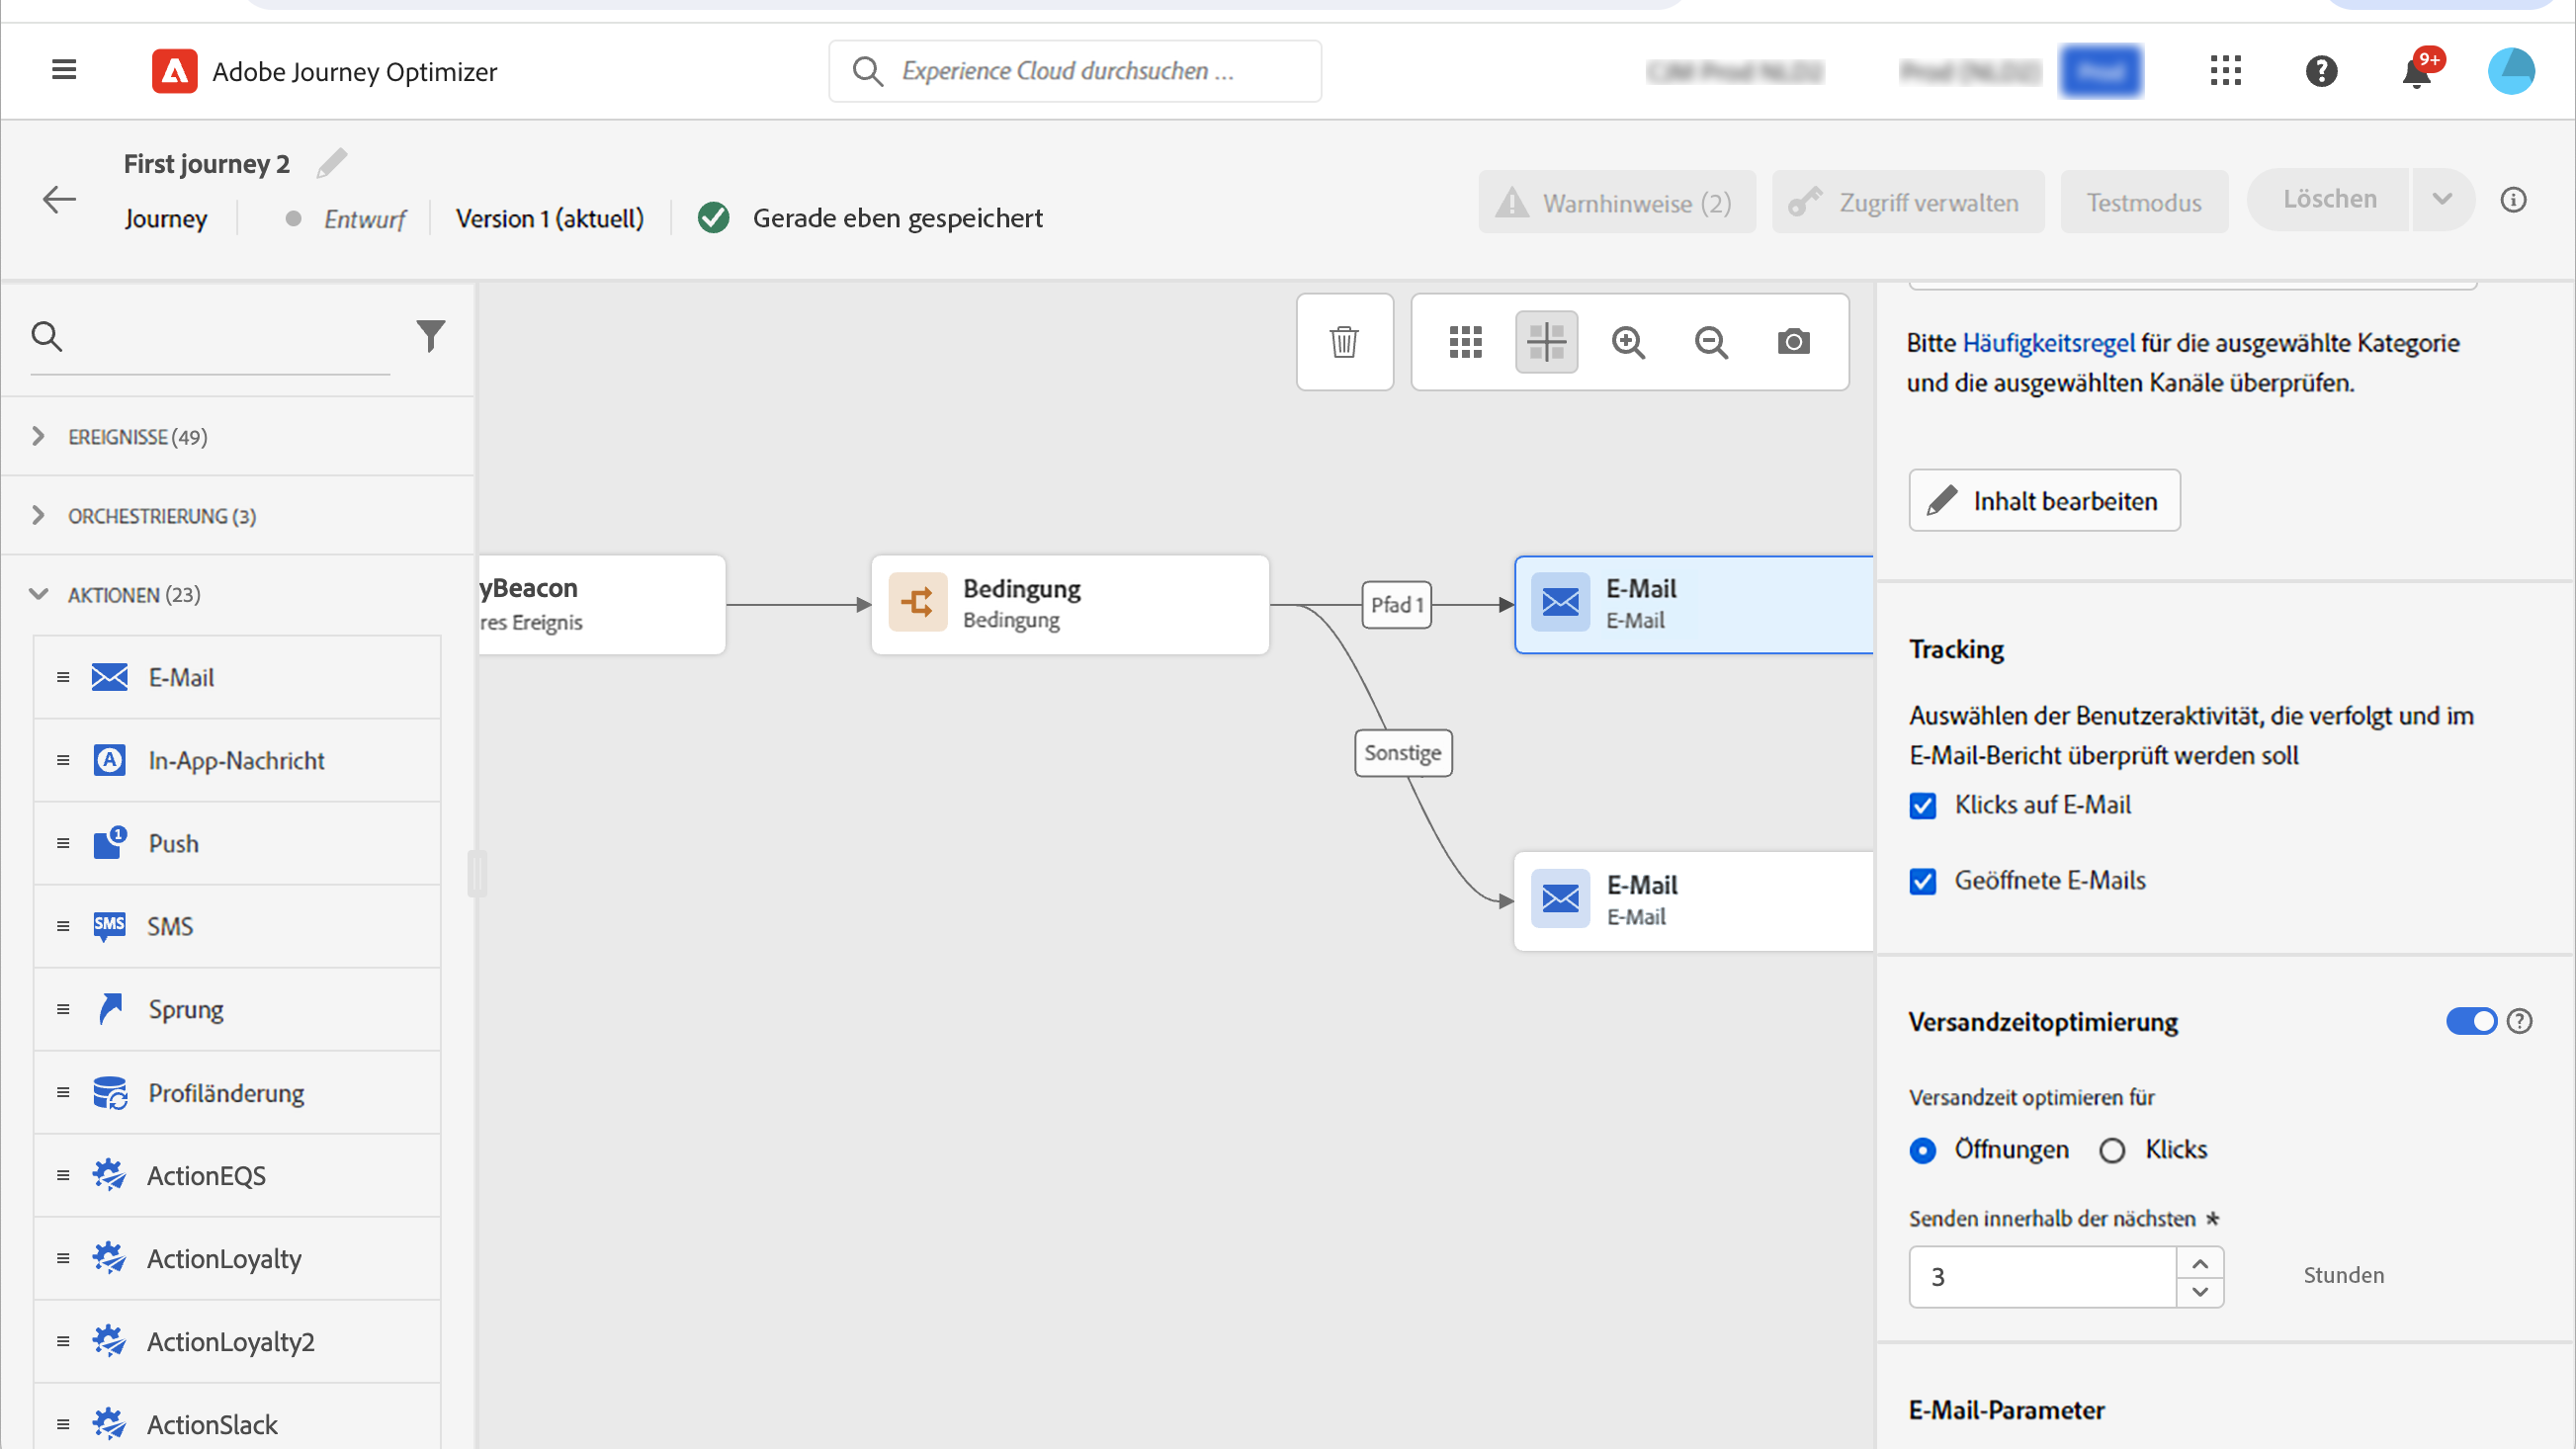 Adobe Journey Optimizer
Experience Cloud durchsuchen ...
9+
First journey 2
Journey
Entwurf
Version 1 (aktuell)
Gerade eben gespeichert
Warnhinweise (2)
Zugriff verwalten
Testmodus
Löschen
EREIGNISSE (49)
ORCHESTRIERUNG (3)
AKTIONEN (23)
E-Mail
In-App-Nachricht
1
Push
SMS
SMS
Sprung
Profiländerung
ActionEQS
ActionLoyalty
ActionLoyalty2
ActionSlack
yBeacon
res Ereignis
Bedingung
Bedingung
Pfad 1
Sonstige
E-Mail
E-Mail
E-Mail
E-Mail
Bitte Häufigkeitsregel für die ausgewählte Kategorie
und die ausgewählten Kanäle überprüfen.
Inhalt bearbeiten
Tracking
Auswählen der Benutzeraktivität, die verfolgt und im
E-Mail-Bericht überprüft werden soll
Klicks auf E-Mail
Geöffnete E-Mails
Versandzeitoptimierung
Versandzeit optimieren für
Öffnungen
Klicks
Senden innerhalb der nächsten *
3
Stunden
E-Mail-Parameter